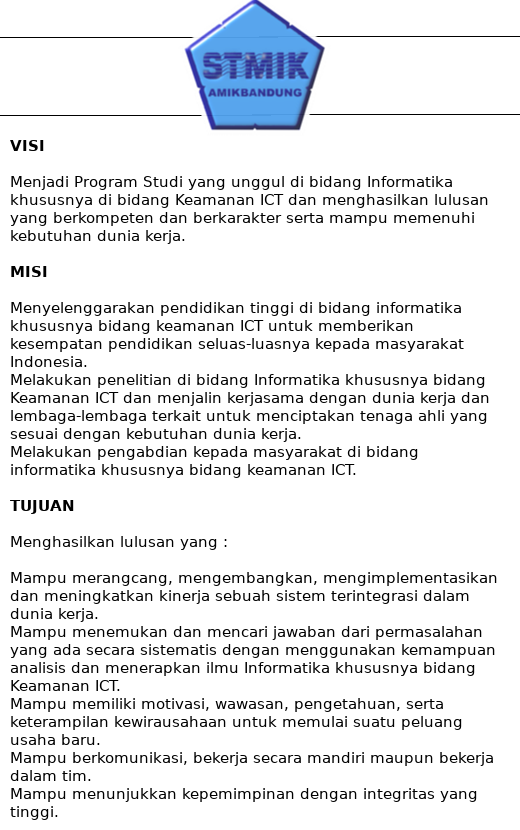 STMIK
AMIKBANDUNG
VISI
Menjadi Program Studi yang unggul di bidang Informatika
khususnya di bidang Keamanan ICT dan menghasilkan lulusan
yang berkompeten dan berkarakter serta mampu memenuhi
kebutuhan dunia kerja.
MISI
Menyelenggarakan pendidikan tinggi di bidang informatika
khususnya bidang keamanan ICT untuk memberikan
kesempatan pendidikan seluas-luasnya kepada masyarakat
Indonesia.
Melakukan penelitian di bidang Informatika khususnya bidang
Keamanan ICT dan menjalin kerjasama dengan dunia kerja dan
lembaga-lembaga terkait untuk menciptakan tenaga ahli yang
sesuai dengan kebutuhan dunia kerja.
Melakukan pengabdian kepada masyarakat di bidang
informatika khususnya bidang keamanan ICT.
TUJUAN
Menghasilkan lulusan yang :
Mampu merangcang, mengembangkan, mengimplementasikan
dan meningkatkan kinerja sebuah sistem terintegrasi dalam
dunia kerja.
Mampu menemukan dan mencari jawaban dari permasalahan
yang ada secara sistematis dengan menggunakan kemampuan
analisis dan menerapkan ilmu Informatika khususnya bidang
Keamanan ICT.
Mampu memiliki motivasi, wawasan, pengetahuan, serta
keterampilan kewirausahaan untuk memulai suatu peluang
usaha baru.
Mampu berkomunikasi, bekerja secara mandiri maupun bekerja
dalam tim.
Mampu menunjukkan kepemimpinan dengan integritas yang
tinggi.